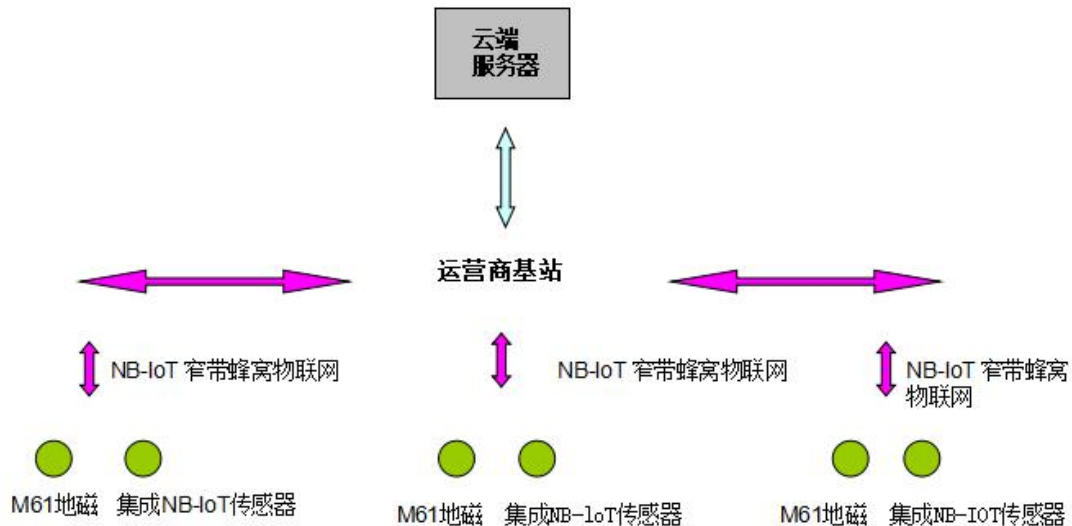 云端
服务器
运营商基站
NB-IoT 窄带蜂窝物联网
NB-IoT 窄带蜂窝物联网
NB-IoT 窄带蜂窝
物联网
M61地磁 集成NB-IoT传感器
M61地磁 集成NB-loT传感器
M61地磁 集成NB-IOT传感器